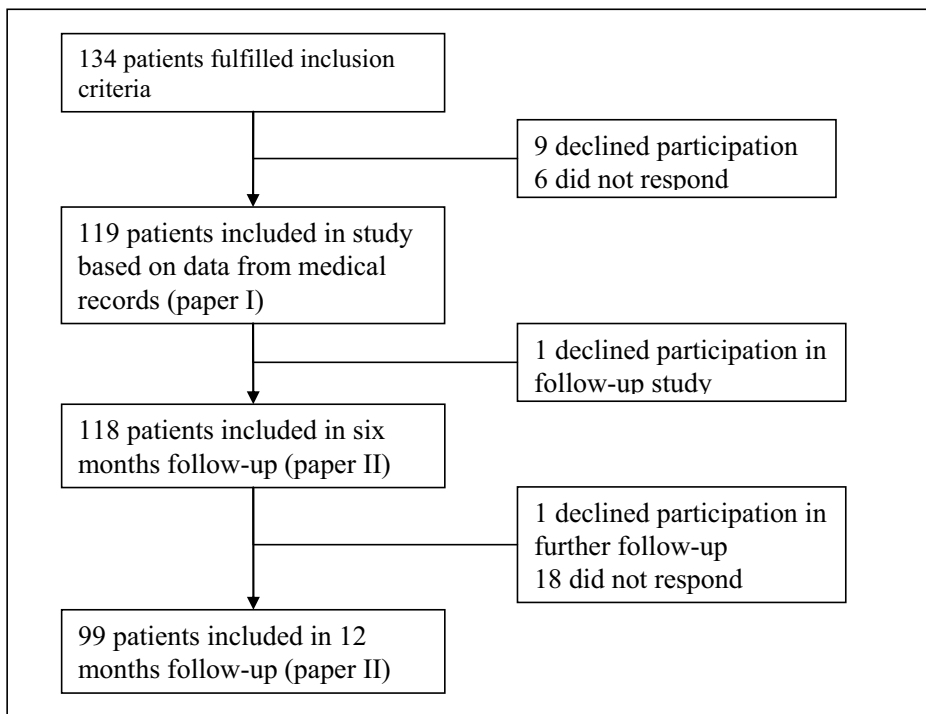 134 patients fulfilled inclusion
criteria
9 declined participation
6 did not respond
119 patients included in study
based on data from medical
records (paper I)
1 declined participation in
follow-up study
118 patients included in six
months follow-up (paper II)
1 declined participation in
further follow-up
18 did not respond
99 patients included in 12
months follow-up (paper II)